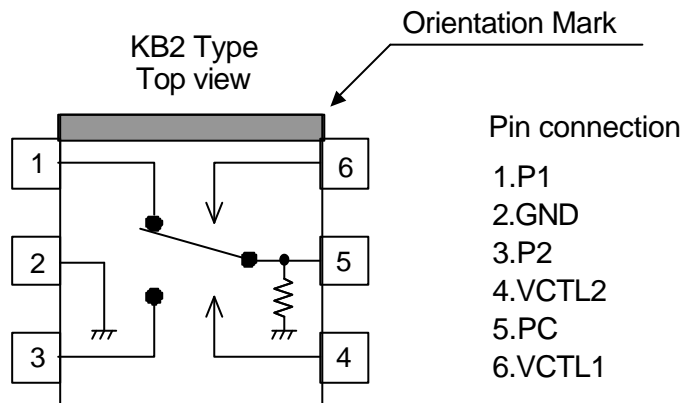 Orientation Mark
KB2 Type
Top view
Pin connection
1
6
2
5
3
4
1.P1
2.GND
3.P2
4.VCTL2
5.PC
6.VCTL1